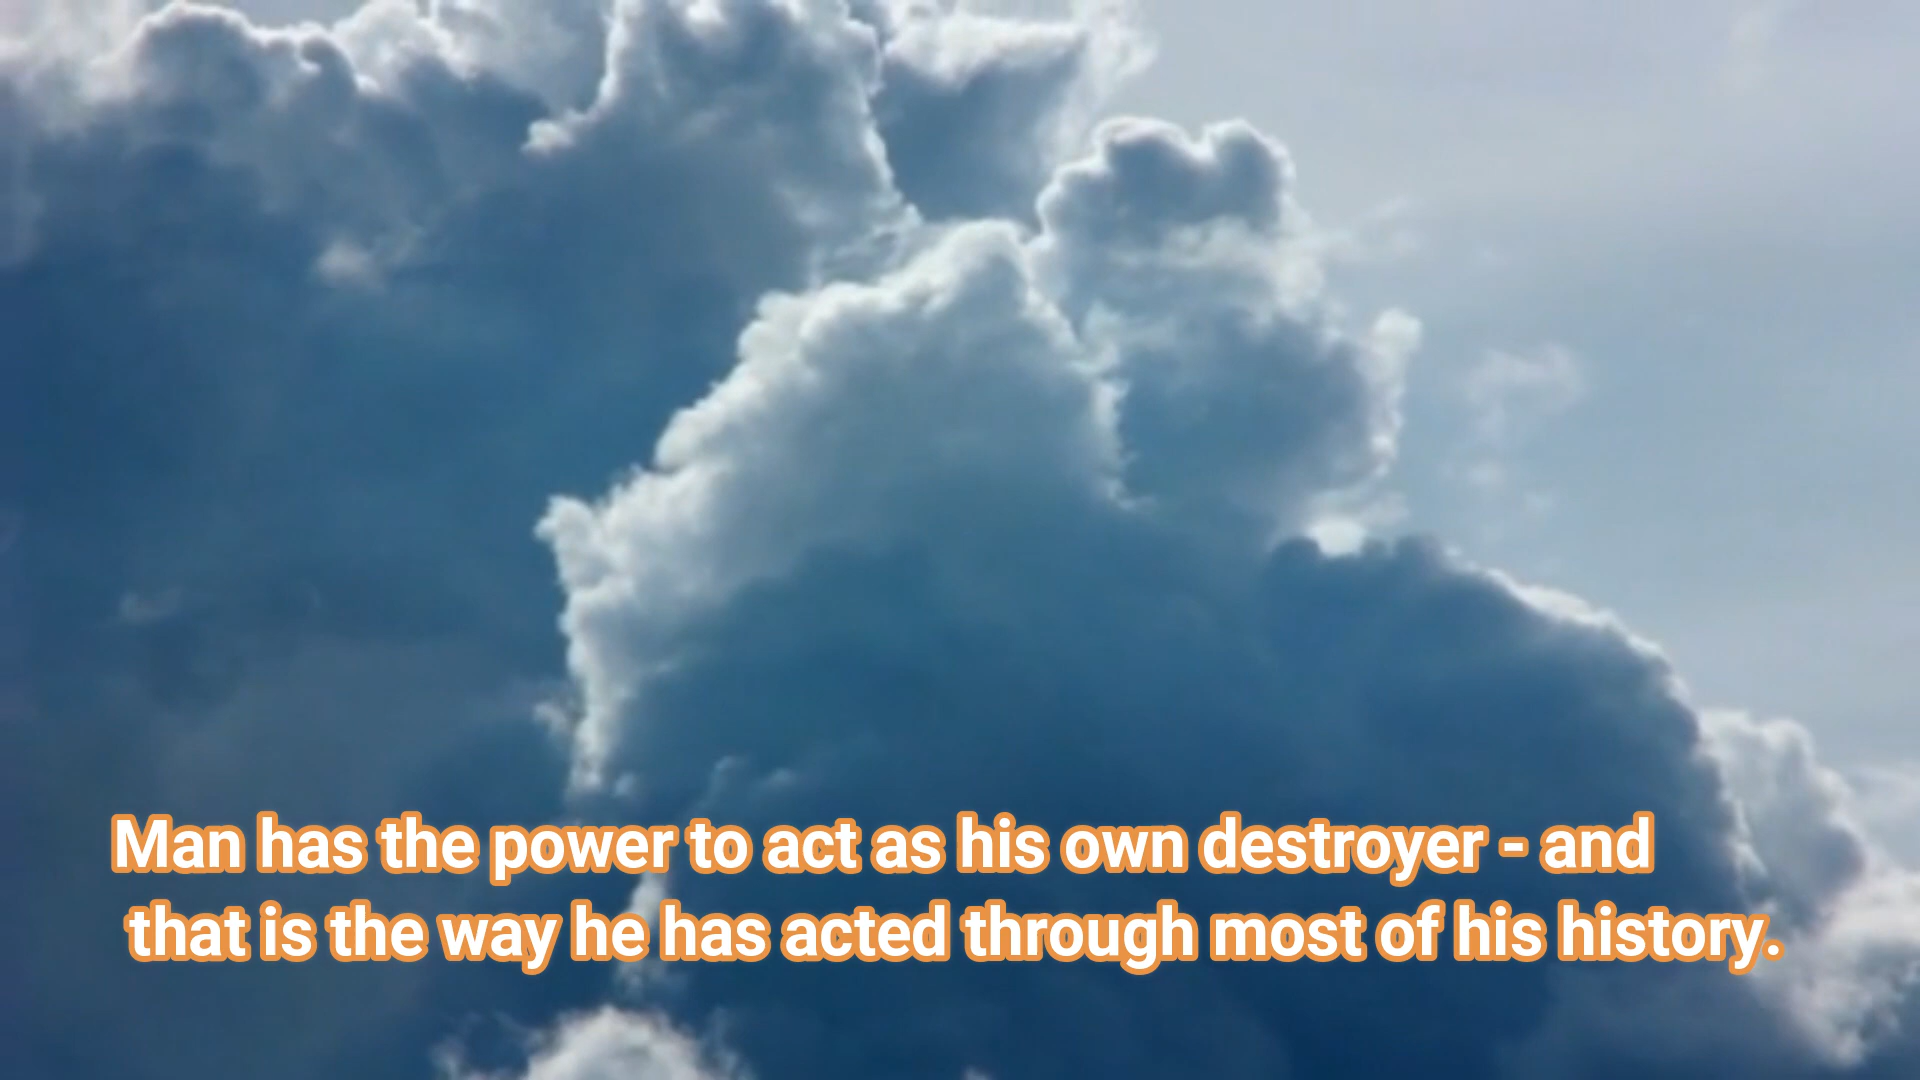 Man has the power to act as his own destroyer - and
that is the way he has acted through most of his history.